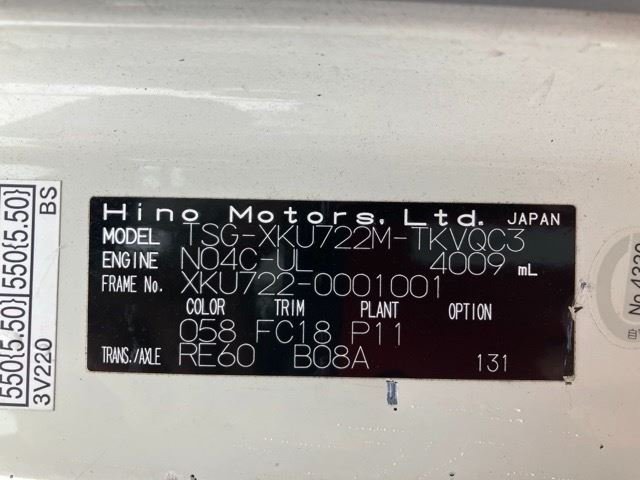 Hino Motors, Ltd. JAPAN
MODEL TSG-XKU722M-TKVQC3
ENGINE N04C-UL 4009 mL
FRAME No. XKU722-0001001
COLOR TRIM PLANT OPTION
058 FC18 P11
TRANS./AXLE RE60 B08A 131
550{5.50} 550{5.50} BS
3V220